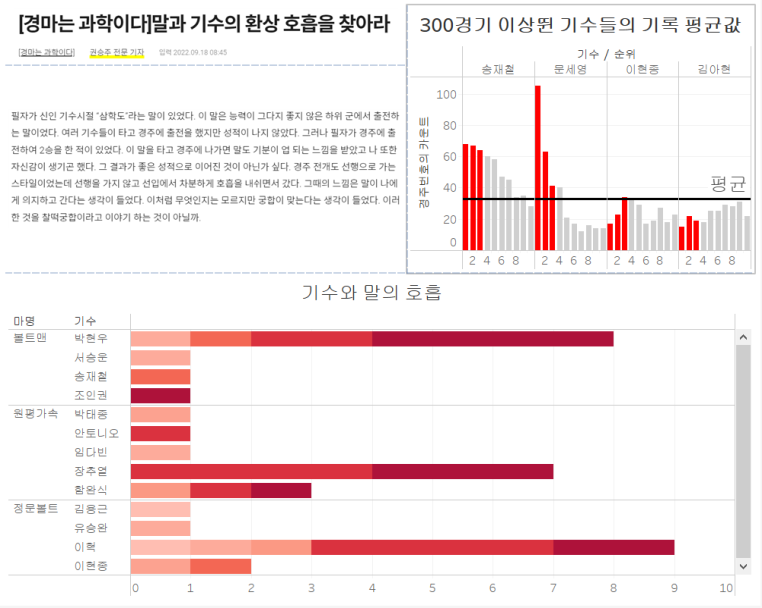 [경마는 과학이다]말과 기수의 환상 호흡을 찾아라
[경마는 과학이다] 권승주 전문 기자 입력 2022.09.18 08:45
필자가 신인 기수시절 "삼학도"라는 말이 있었다. 이 말은 능력이 그다지 좋지 않은 하위 군에서 출전하
는 말이었다. 여러 기수들이 타고 경주에 출전을 했지만 성적이 나지 않았다. 그러나 필자가 경주에 출
전하여 2승을 한 적이 있었다. 이 말을 타고 경주에 나가면 말도 기분이 업 되는 느낌을 받았고 나 또한
자신감이 생기곤 했다. 그 결과가 좋은 성적으로 이어진 것이 아닌가 싶다. 경주 전개도 선행으로 가는
스타일이었는데 선행을 가지 않고 선입에서 차분하게 호흡을 내쉬면서 갔다. 그때의 느낌은 말이 나에
게 의지하고 간다는 생각이 들었다. 이처럼 무엇인지는 모르지만 궁합이 맞는다는 생각이 들었다. 이러
한 것을 찰떡궁합이라고 이야기 하는 것이 아닐까.
300경기 이상뛴 기수들의 기록 평균값
기수 / 순위
송재철 문세영 이현종 김아현
경주번호의 카운트
100
80
60
40
20
0
평균
2 4 6 8 2 4 6 8 2 4 6 8 2 4 6 8
기수와 말의 호흡
마명 기수
볼트맨 박현우
서승운
송재철
조인권
원평가속 박태종
안토니오
임다빈
장추열
함완식
정문볼트 김용근
유승완
이혁
이현종
0 1 2 3 4 5 6 7 8 9 10